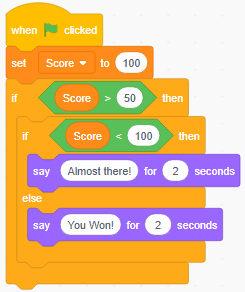 when clicked
set Score to 100
if Score > 50 then
if Score < 100 then
say Almost there! for 2 seconds
else
say You Won! for 2 seconds